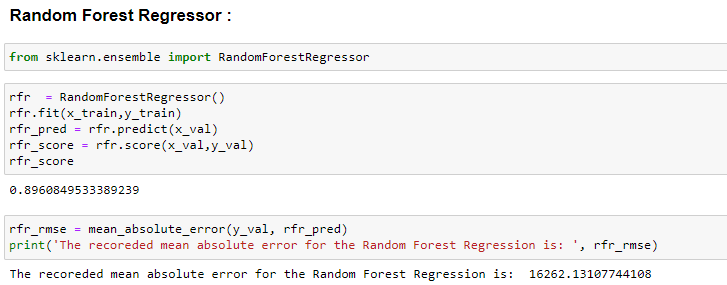 Random Forest Regressor :
from sklearn.ensemble import RandomForestRegressor
rfr  = RandomForestRegressor()
rfr.fit(x_train,y_train)
rfr_pred = rfr.predict(x_val)
rfr_score = rfr.score(x_val,y_val)
rfr_score
0.8960849533389239
rfr_rmse = mean_absolute_error(y_val, rfr_pred)
print('The recoreded mean absolute error for the Random Forest Regression is: ', rfr_rmse)
The recoreded mean absolute error for the Random Forest Regression is:  16262.13107744108